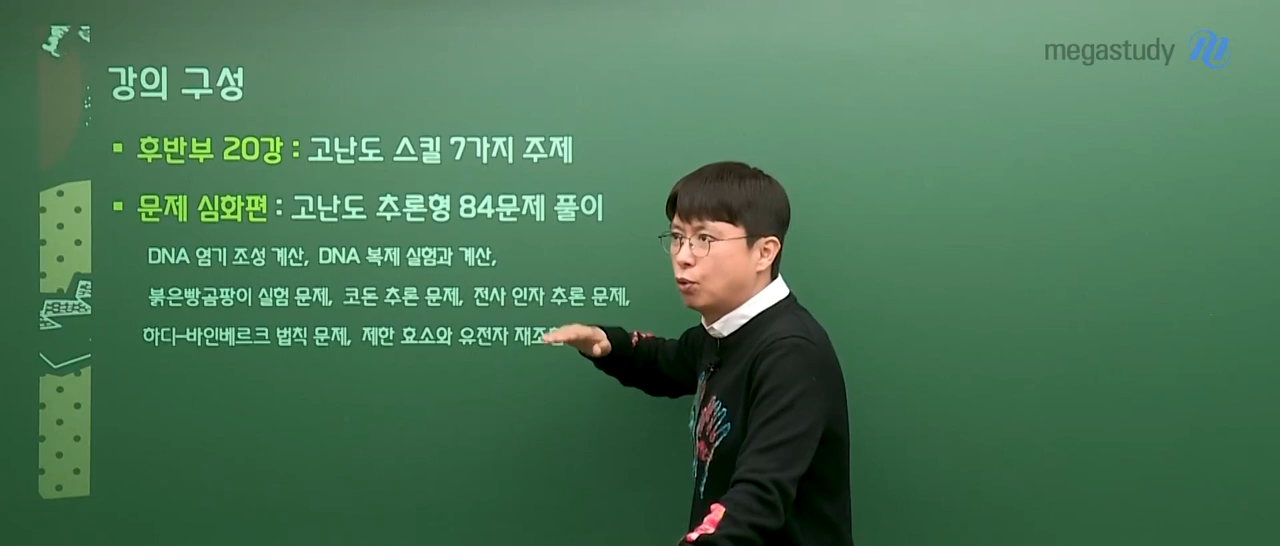 megastudy
강의 구성
▪ 후반부 20강 : 고난도 스킬 7가지 주제
▪ 문제 심화편 : 고난도 추론형 84문제 풀이
DNA 염기 조성 계산, DNA 복제 실험과 계산,
붉은빵곰팡이 실험 문제, 코돈 추론 문제, 전사 인자 추론 문제,
하디-바인베르크 법칙 문제, 제한 효소와 유전자